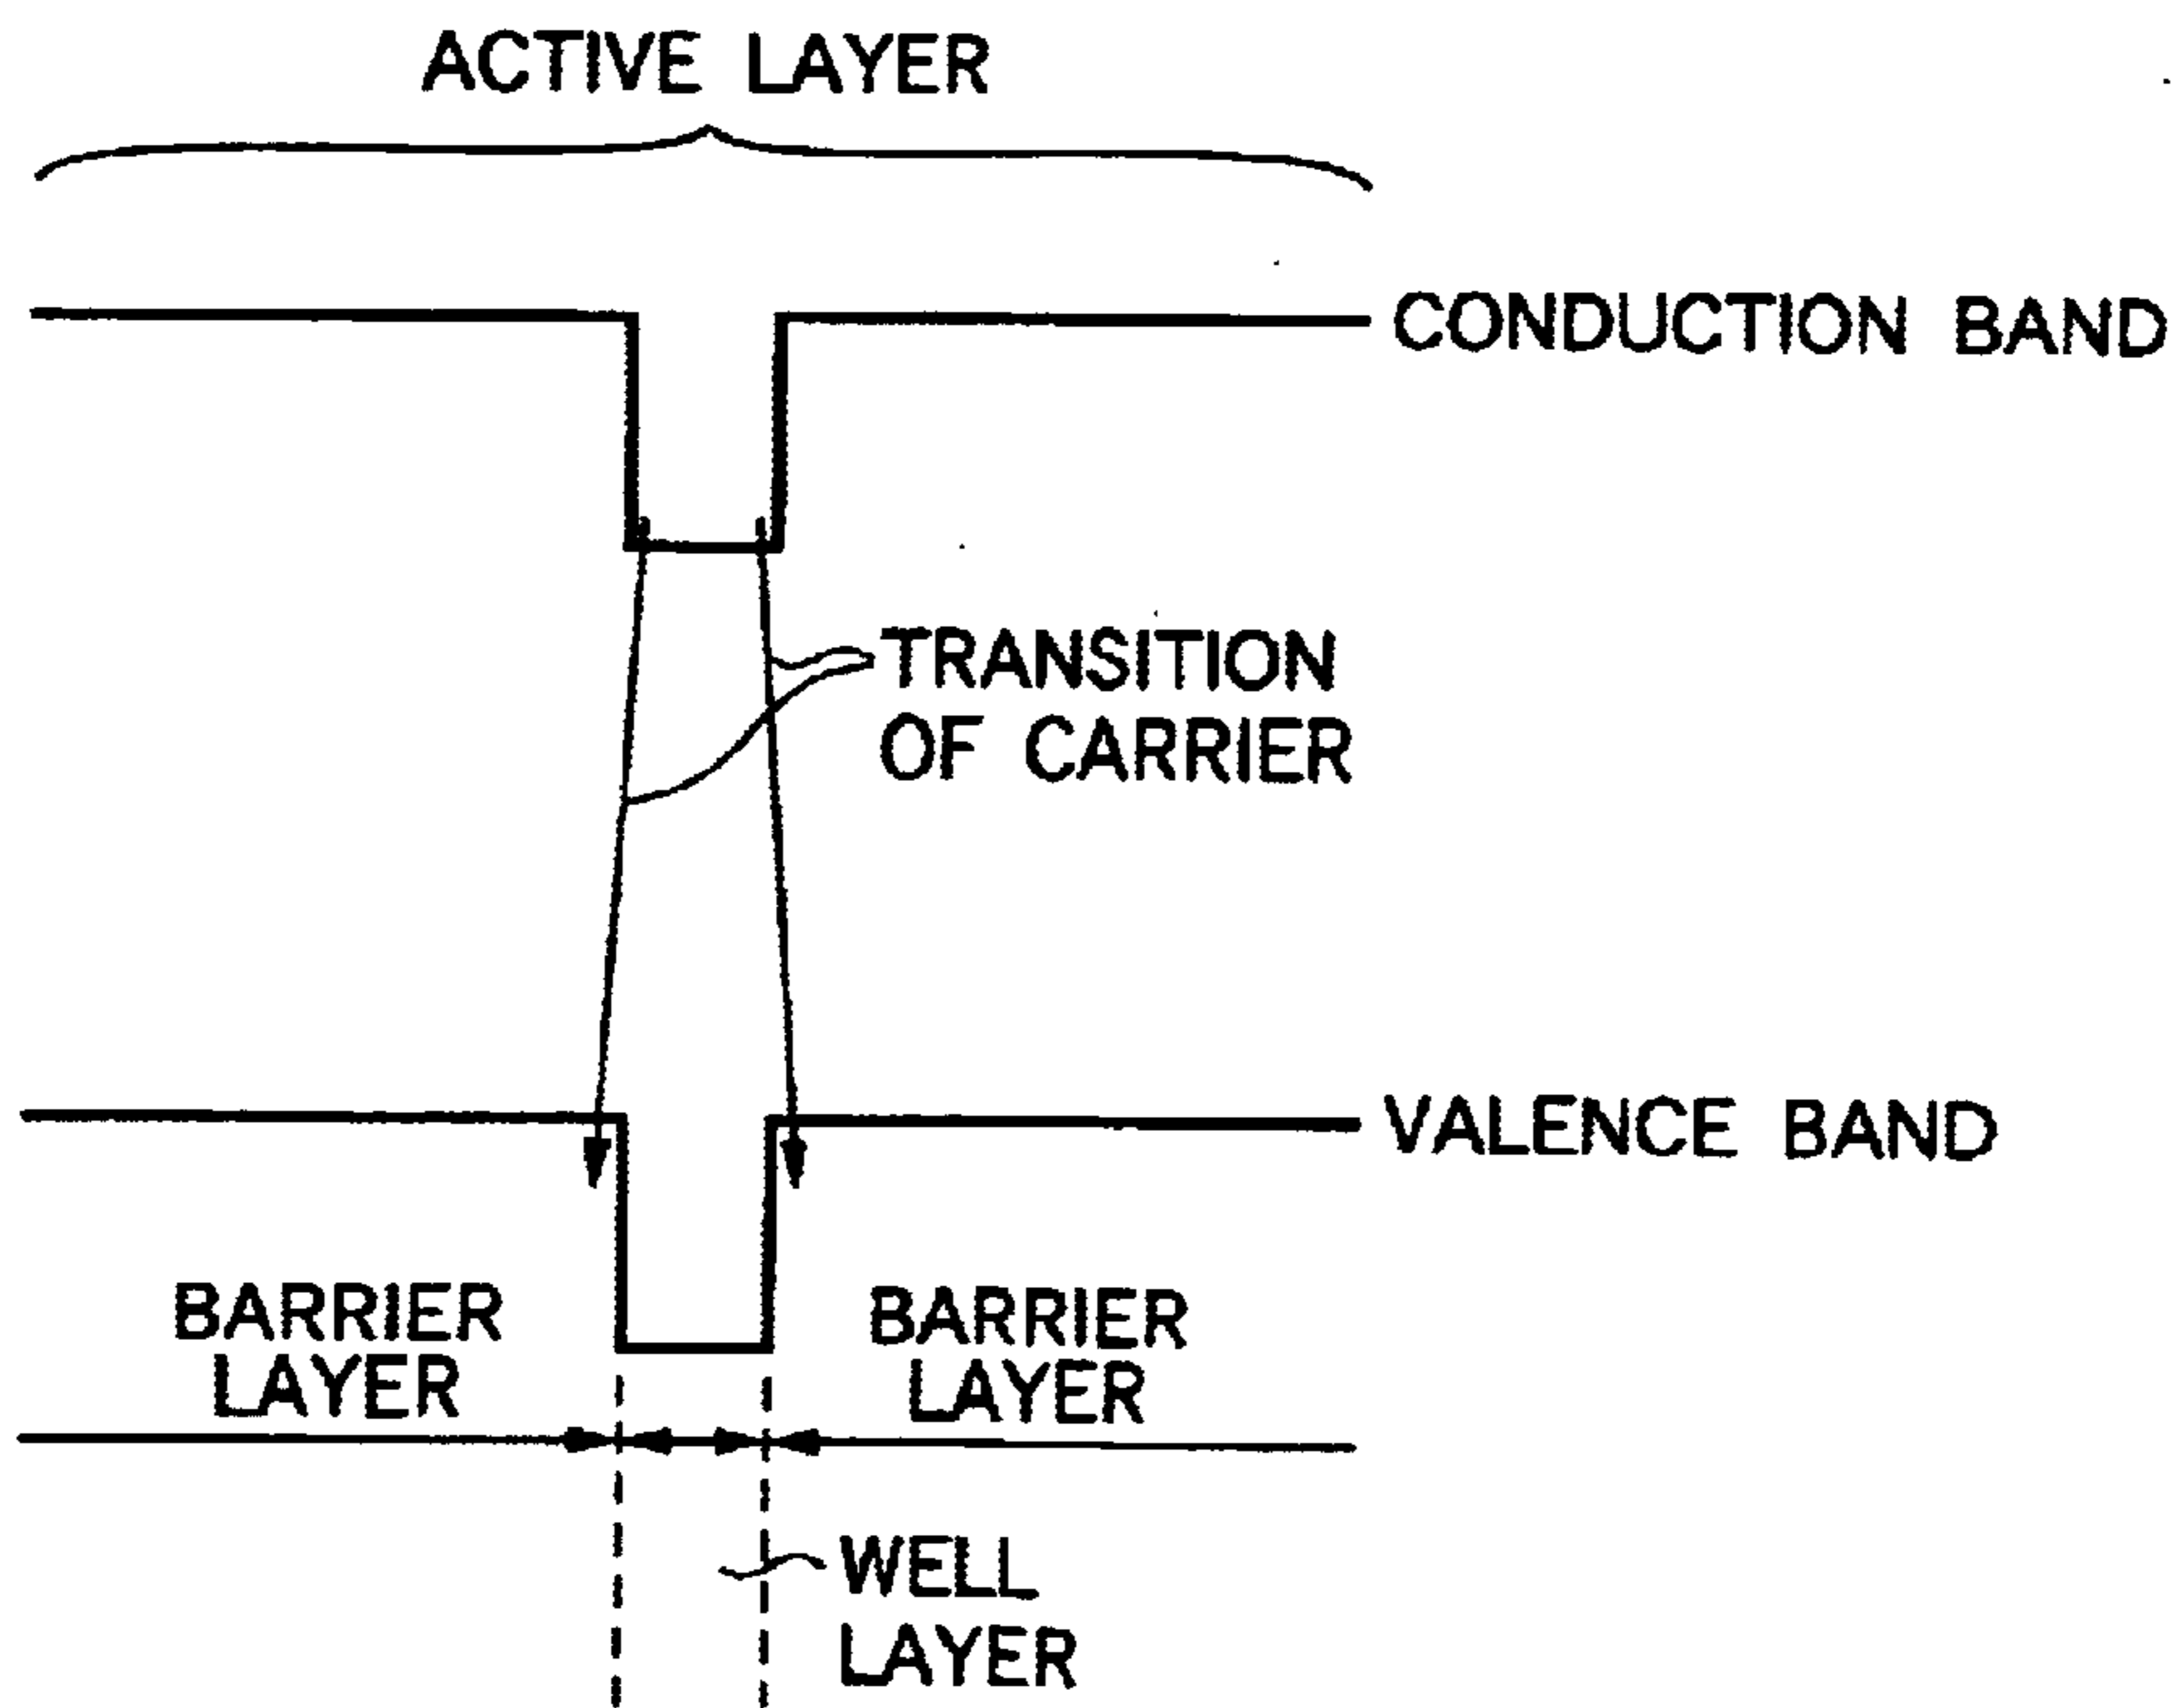 ACTIVE LAYER
CONDUCTION BAND
TRANSITION
OF CARRIER
VALENCE BAND
BARRIER
LAYER
BARRIER
LAYER
WELL
LAYER